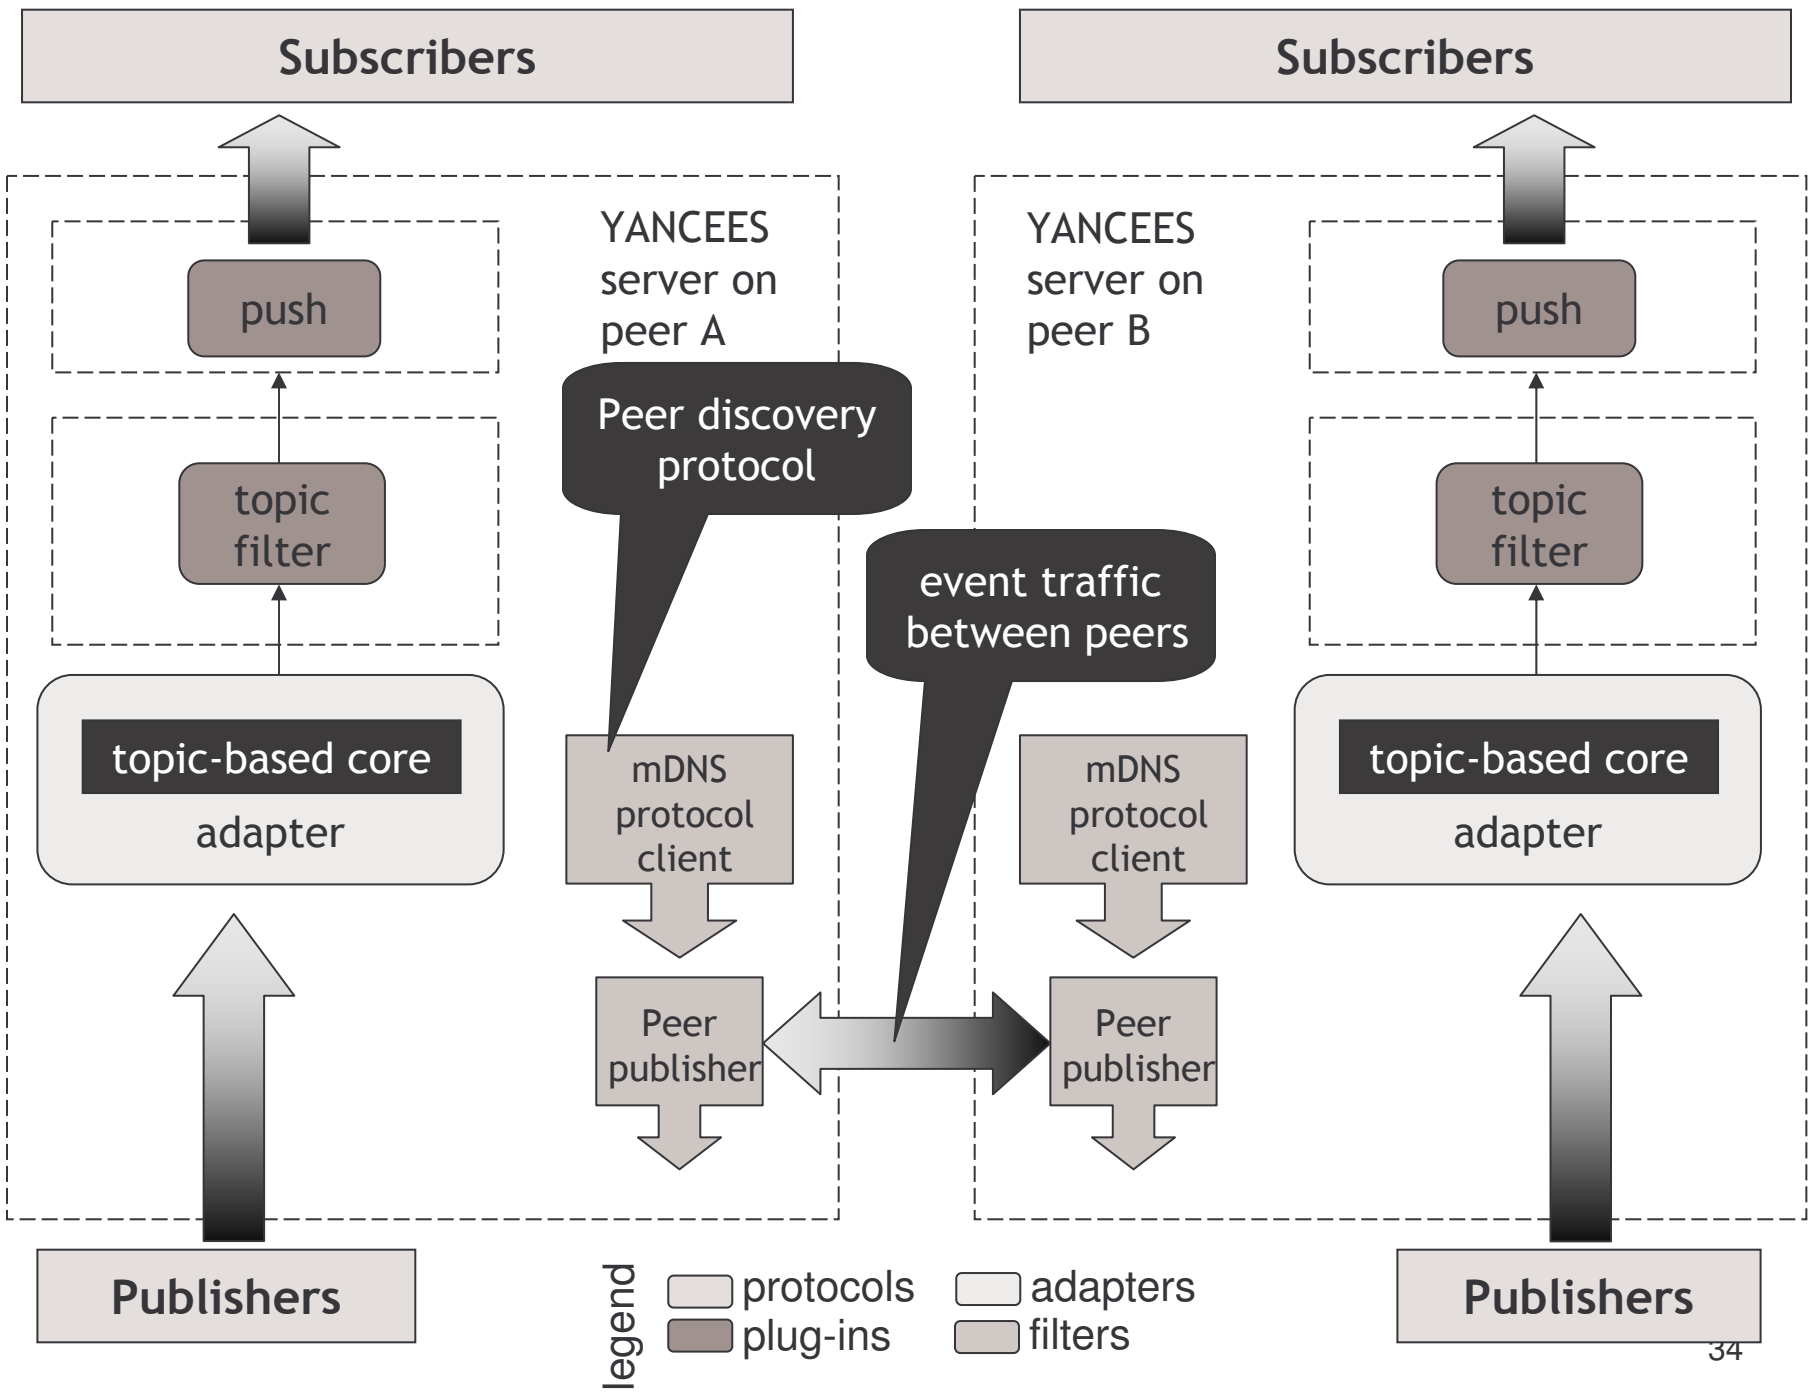 Subscribers
Subscribers
YANCEES
server on
peer A
YANCEES
server on
peer B
push
push
Peer discovery
protocol
topic
filter
topic
filter
event traffic
between peers
topic-based core
adapter
mDNS
protocol
client
mDNS
protocol
client
topic-based core
adapter
Peer
publisher
Peer
publisher
Publishers
legend
protocols
adapters
plug-ins
filters
Publishers
34